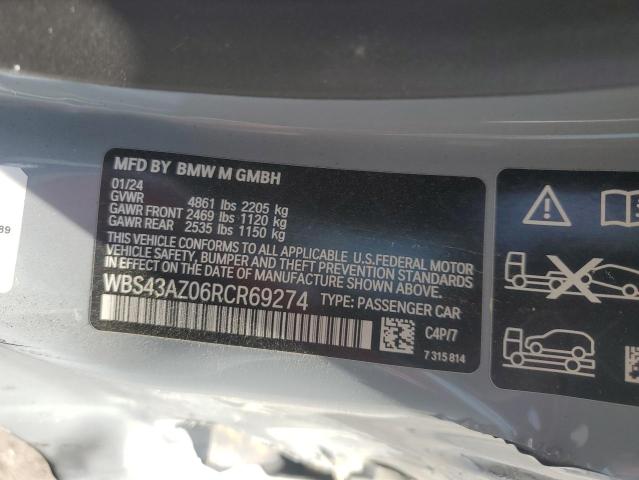 MFD BY BMW M GMBH
01/24
GVWR 4861 lbs 2205 kg
GAWR FRONT 2469 lbs 1120 kg
GAWR REAR 2535 lbs 1150 kg
THIS VEHICLE CONFORMS TO ALL APPLICABLE U.S.FEDERAL MOTOR
VEHICLE SAFETY, BUMPER AND THEFT PREVENTION STANDARDS
IN EFFECT ON THE DATE OF MANUFACTURE SHOWN ABOVE.
WBS43AZ06RCR69274 TYPE: PASSENGER CAR
C4P/7
7 315 814
89